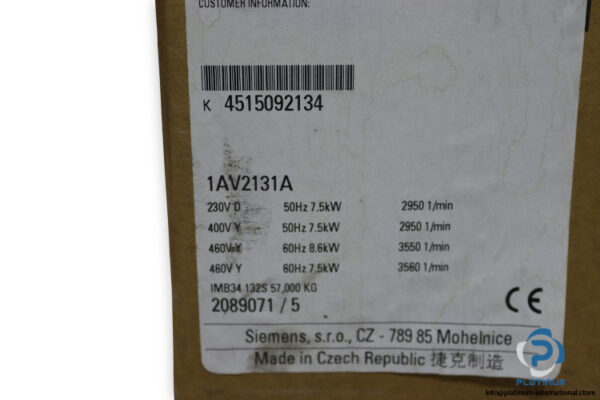 CUSTOMER INFORMATION:
K 4515092134
1AV2131A
230V D 50Hz 7.5kW 2950 1/min
400V Y 50Hz 7.5kW 2950 1/min
460V Y 60Hz 8.6kW 3550 1/min
460V Y 60Hz 7.5kW 3560 1/min
IMB34 132S 57,000 KG
2089071 / 5
CE
Siemens, s.r.o., CZ - 789 85 Mohelnice
Made in Czech Republic 捷克制造
PLATINUM
info@platinum-international.store